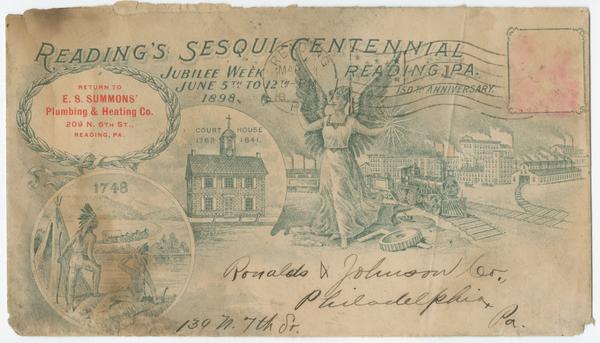 READING'S SESQUI-CENTENNIAL
JUBILEE WEEK
JUNE 5TH TO 12TH
1898.
READING, PA.
150TH ANNIVERSARY.
RETURN TO
E. S. SUMMONS'
Plumbing & Heating Co.
209 N. 6TH ST.,
READING, PA.
COURT HOUSE
1762 1841.
1748
Ronalds & Johnson Co,
Philadelphia
Pa.
139 N. 7th St.